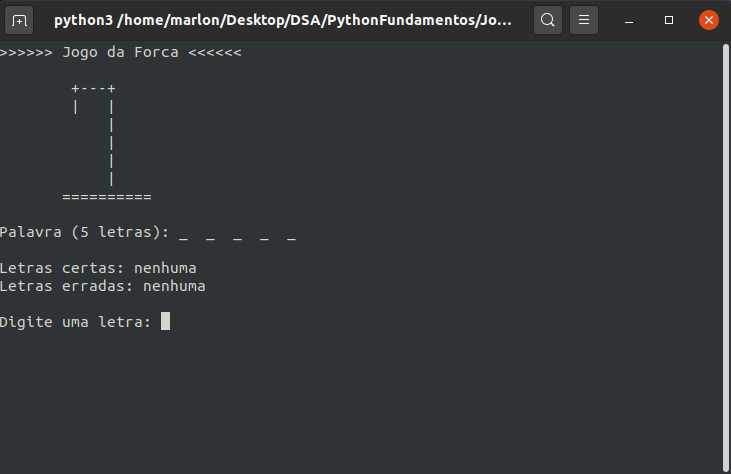 python3 /home/marlon/Desktop/DSA/PythonFundamentos/Jo...
>>>>>> Jogo da Forca <<<<<<
        +---+
        |   |
            |
            |
            |
            |
       ==========
Palavra (5 letras): _  _  _  _  _
Letras certas: nenhuma
Letras erradas: nenhuma
Digite uma letra: